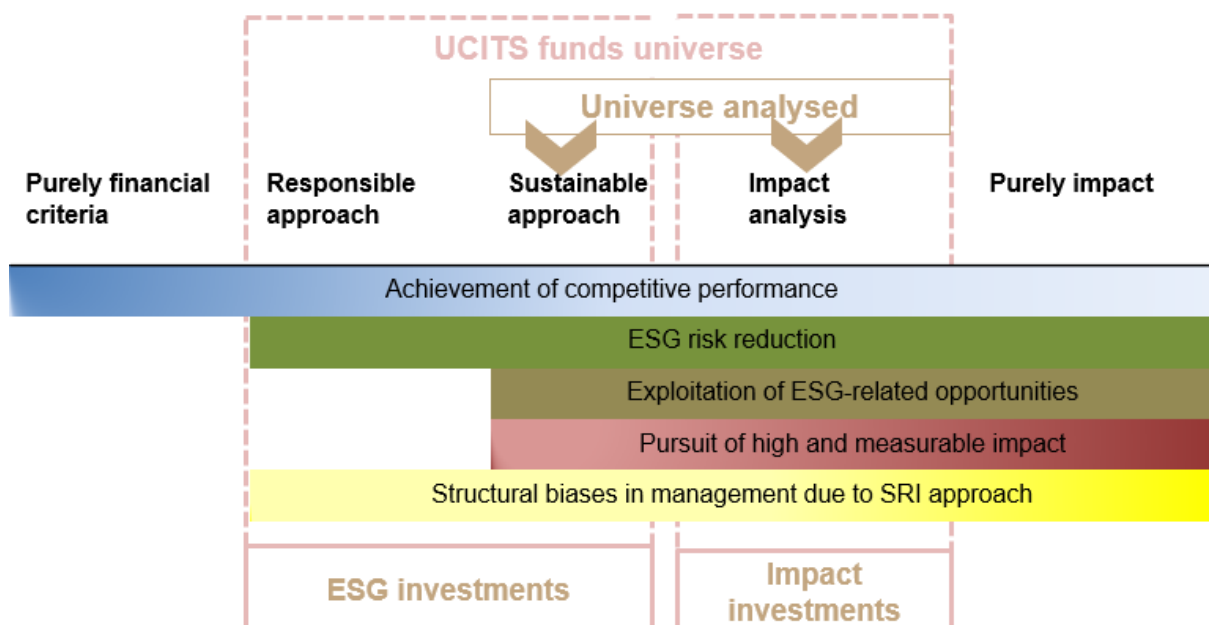 UCITS funds universe
Universe analysed
Purely financial
criteria
Responsible
approach
Sustainable
approach
Impact
analysis
Purely impact
Achievement of competitive performance
ESG risk reduction
Exploitation of ESG-related opportunities
Pursuit of high and measurable impact
Structural biases in management due to SRI approach
ESG investments
Impact
investments